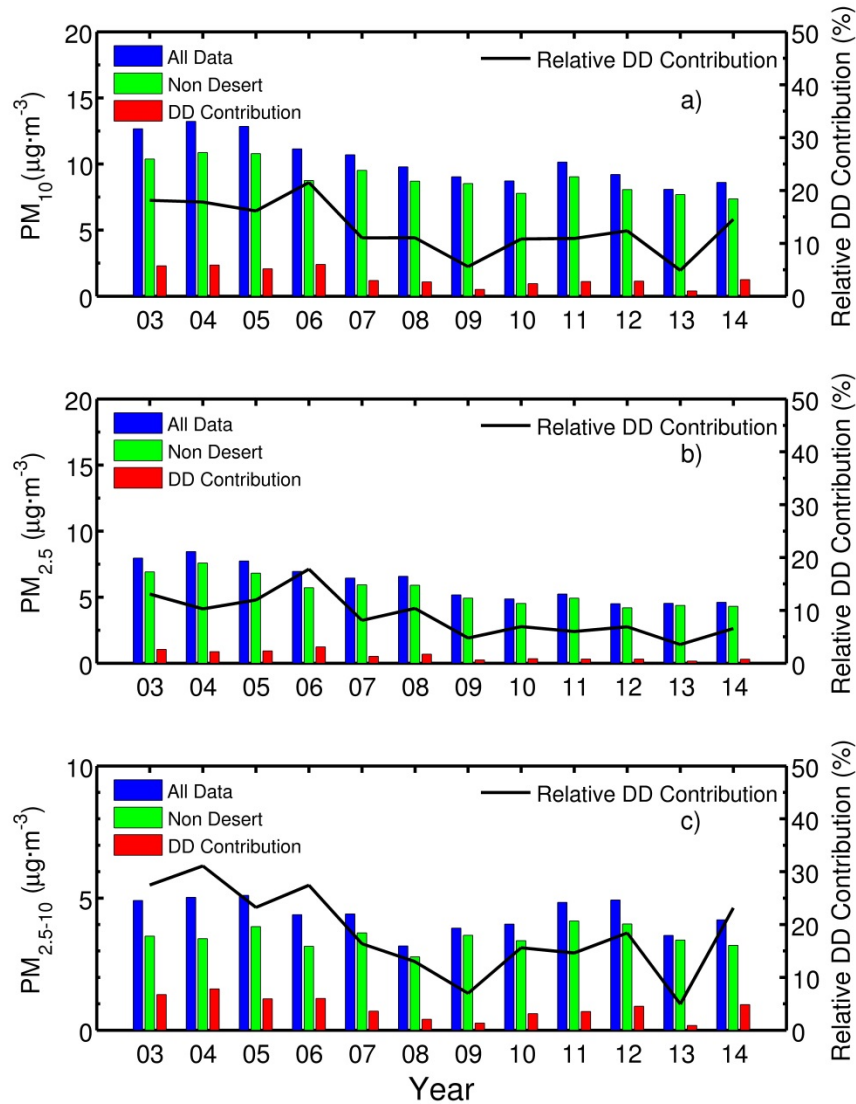 20
15
10
5
0
PM10(μg·m-3)
All Data
Non Desert
DD Contribution
Relative DD Contribution
a)
50
40
30
20
10
0
Relative DD Contribution (%)
03 04 05 06 07 08 09 10 11 12 13 14
20
15
10
5
0
PM2.5 (μg·m-3)
All Data
Non Desert
DD Contribution
Relative DD Contribution
b)
50
40
30
20
10
0
Relative DD Contribution (%)
03 04 05 06 07 08 09 10 11 12 13 14
10
5
0
PM2.5-10 (μg·m-3)
All Data
Non Desert
DD Contribution
Relative DD Contribution
c)
50
40
30
20
10
0
Relative DD Contribution (%)
03 04 05 06 07 08 09 10 11 12 13 14
Year